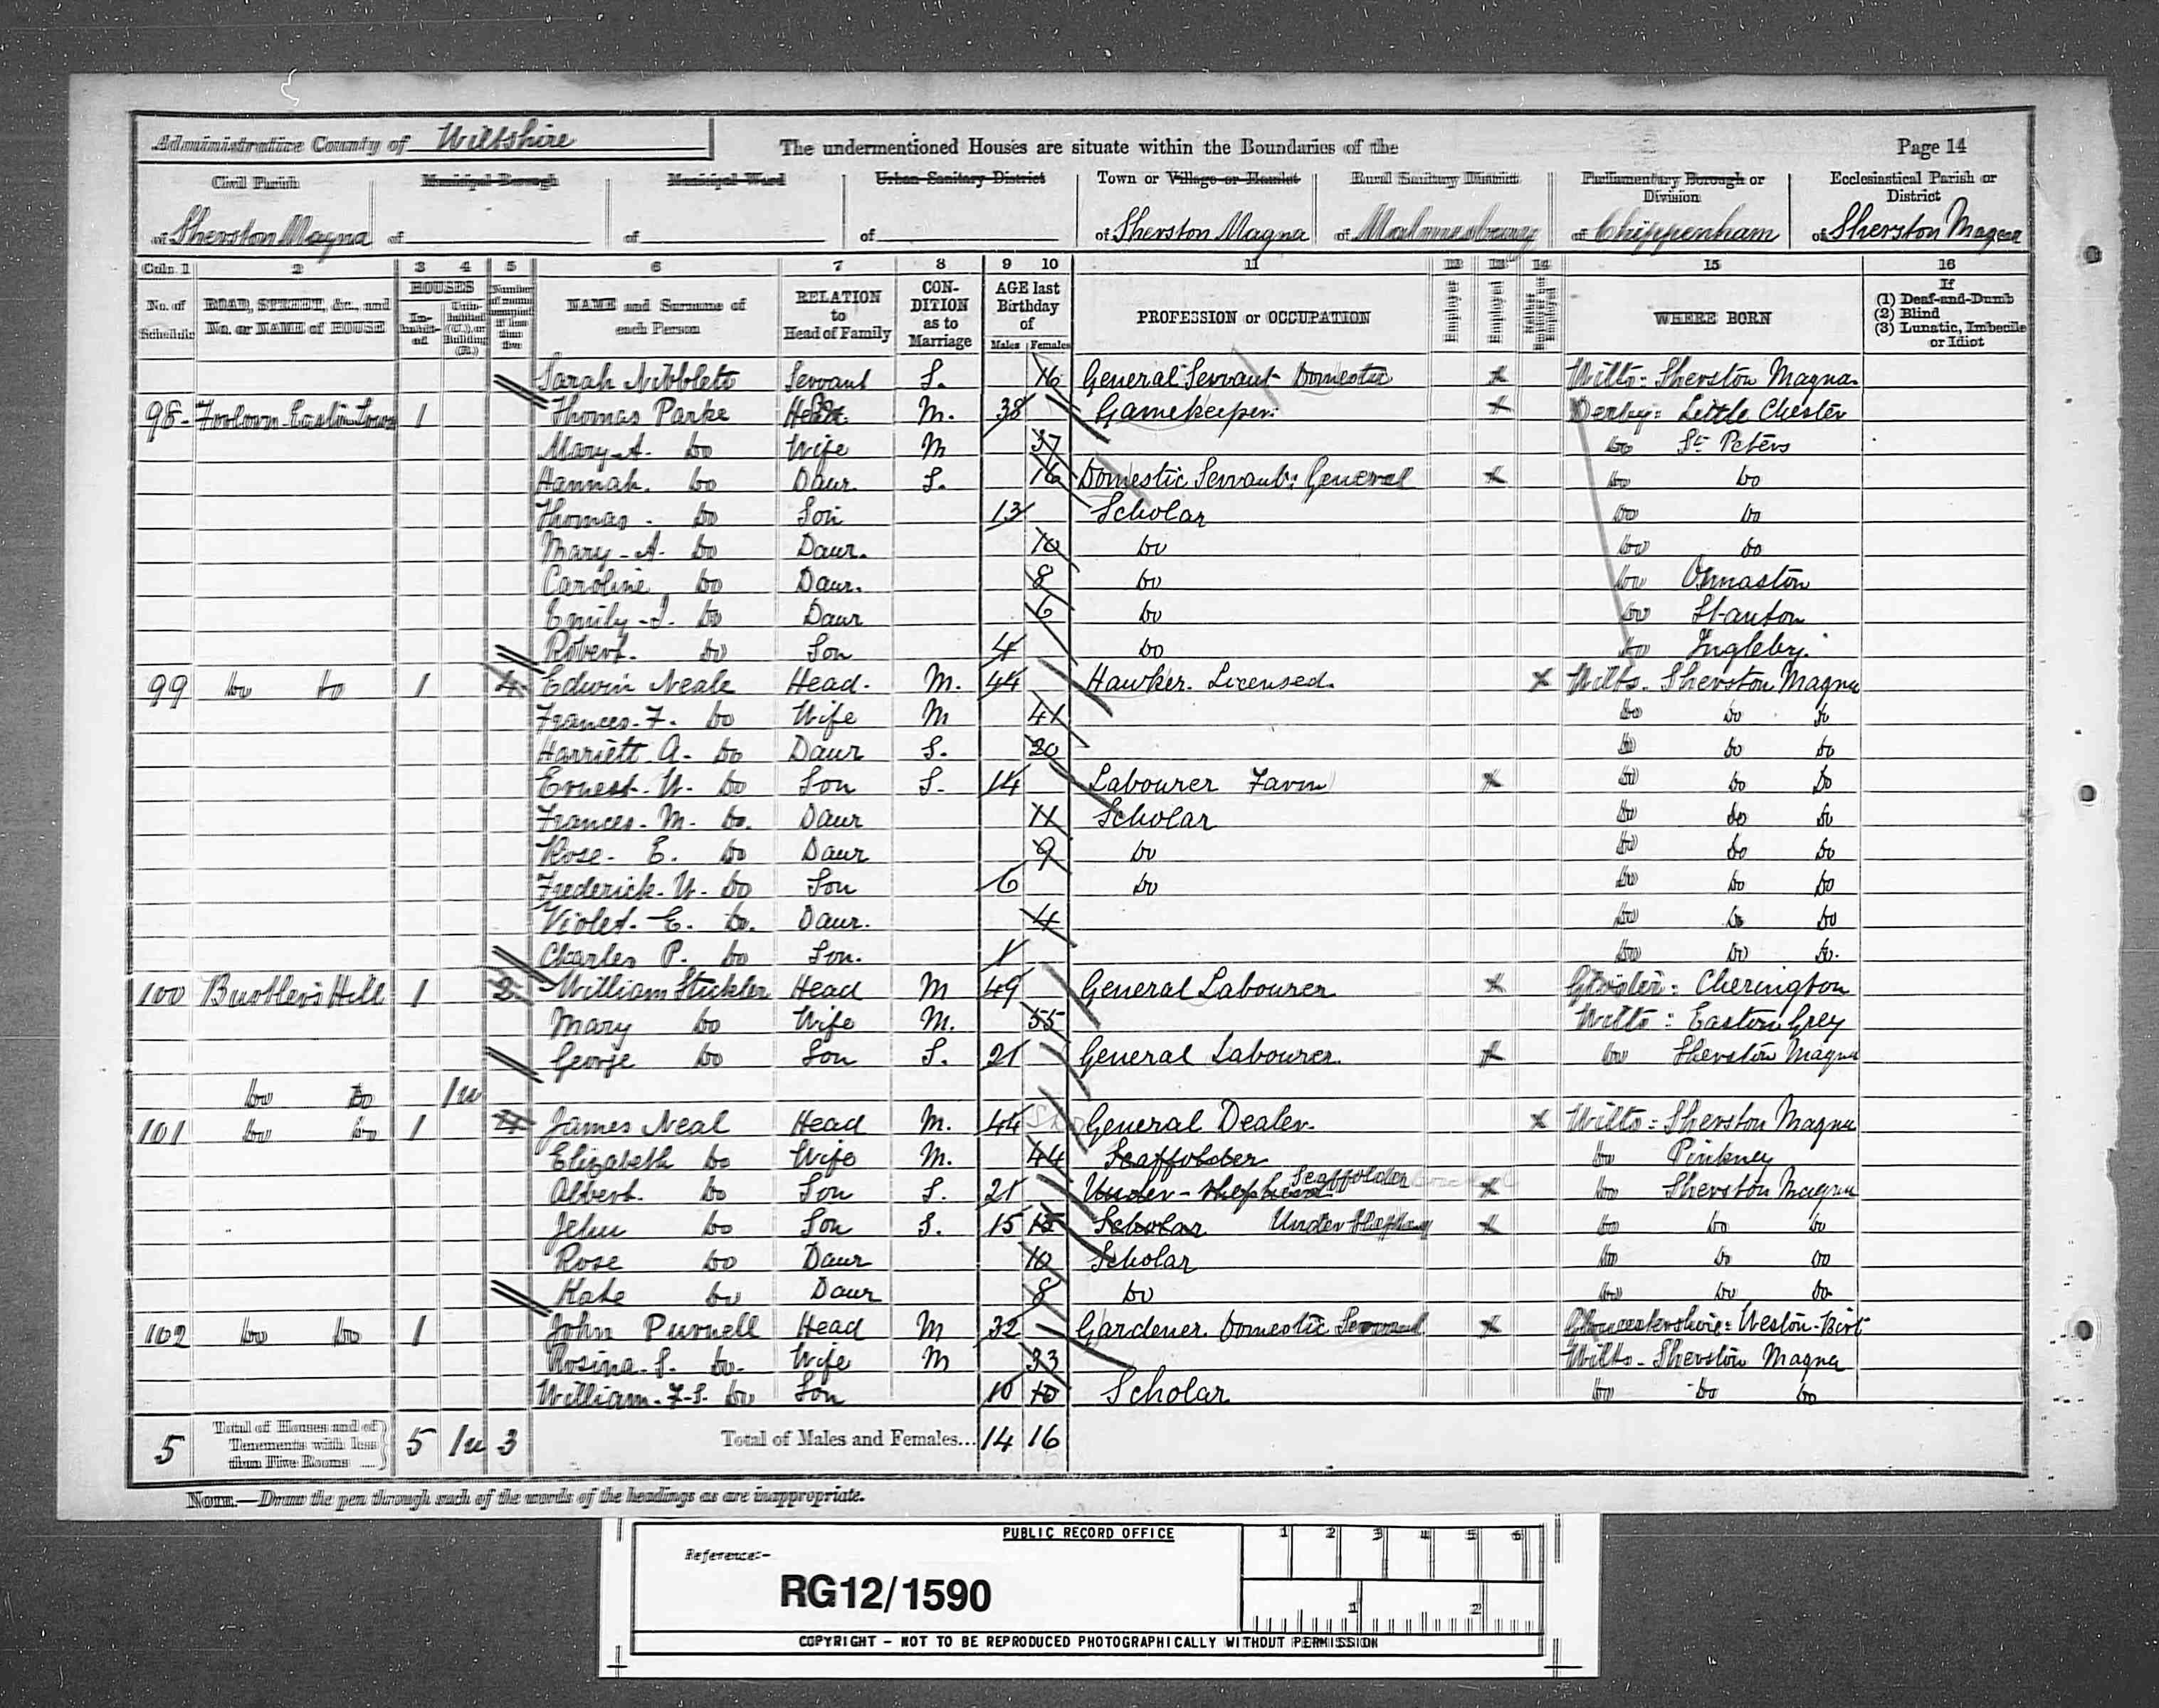 Administrative County of Wiltshire
The undermentioned Houses are situate within the Boundaries of the
Page 14
Civil Parish of Sherston Magna
Municipal Borough of
Municipal Ward of
Urban Sanitary District of
Town or Village or Hamlet of Sherston Magna
Rural Sanitary District of Malmesbury
Parliamentary Borough or Division of Chippenham
Ecclesiastical Parish or District of Sherston Magna
Coln 1 2 3 4 5 6 7 8 9 10 11 12 13 14 15 16
No. of Schedule
ROAD, STREET, &c., and No. or NAME of HOUSE
HOUSES
Inhabited
Uninhabited (U.), or Building (B.)
Number of rooms occupied if less than five
NAME and Surname of each Person
RELATION to Head of Family
CONDITION as to Marriage
AGE last Birthday of
Males Females
PROFESSION or OCCUPATION
Employer
Employed
Neither Employer nor Employed
WHERE BORN
If (1) Deaf-and-Dumb (2) Blind (3) Lunatic, Imbecile or Idiot
Sarah Nibblett Servant S. 16 General Servant Domestic X Wilts: Sherston Magna.
98 1 Thomas Parke Head M. 38 Gamekeeper. X Derby: Little Chester
Mary-A. Do Wife M 37 Do St Peters
Hannah. Do Daur. S. 16 Domestic Servant: General X Do Do
Thomas. Do Son 13 Scholar Do Do
Mary-A. Do Daur. 10 Do Do Do
Caroline Do Daur. 8 Do Do Osmaston
Emily-J. Do Daur 6 Do Do Stanton
Robert. Do Son 4 Do Do Ingleby.
99 Do Do 1 4 Edwin Neale Head. M. 44 Hawker. Licensed. X Wilts. Sherston Magna
Frances. F. Do Wife M 41 Do Do Do
Harriett. A. Do Daur S. 20 Do Do Do
Ernest. W. Do Son S. 14 Labourer Farm X Do Do Do
Frances. M. Do. Daur 11 Scholar Do Do Do
Rose. E. Do Daur 9 Do Do Do Do
Frederick. W. Do Son 6 Do Do Do Do
Violet. E. Do. Daur. 4 Do Do Do
Charles P. Do Son. 1 Do Do Do.
100 Hill 1 2 William Stickler Head M 49 General Labourer X Gloster: Cherington
Mary Do Wife M. 55 Wilts: Easton Grey
George Do Son S. 21 General Labourer. X Do Sherston Magna
Do Do 1u
101 Do Do 1 4 James Neal Head M. 44 General Dealer. X Wilts: Sherston Magna
Elizabeth Do Wife M. 44 Scaffolder Do Pinkney
Albert. Do Son S. 21 Under-Shepherd Scaffolder X Do Sherston Magna
Jehu Do Son S. 15 15 Scholar Under Shepherd X Do Do Do
Rose Do Daur 10 Scholar Do Do Do
Kate Do Daur 8 Do Do Do Do
102 Do Do 1 John Purnell Head M 32 Gardener. Domestic Servant X Gloucestershire: Weston-Birt
Rosina. S. Do. Wife M 33 Wilts. Sherston Magna
William. F. S. Do Son 10 10 Scholar Do Do Do
5 Total of Houses and of Tenements with less than Five Rooms 5 1u 3 Total of Males and Females... 14 16
NOTE.—Draw the pen through such of the words of the headings as are inappropriate.
PUBLIC RECORD OFFICE
1 2 3 4 5 6
Reference:-
RG12/1590
1 2
COPYRIGHT - NOT TO BE REPRODUCED PHOTOGRAPHICALLY WITHOUT PERMISSION